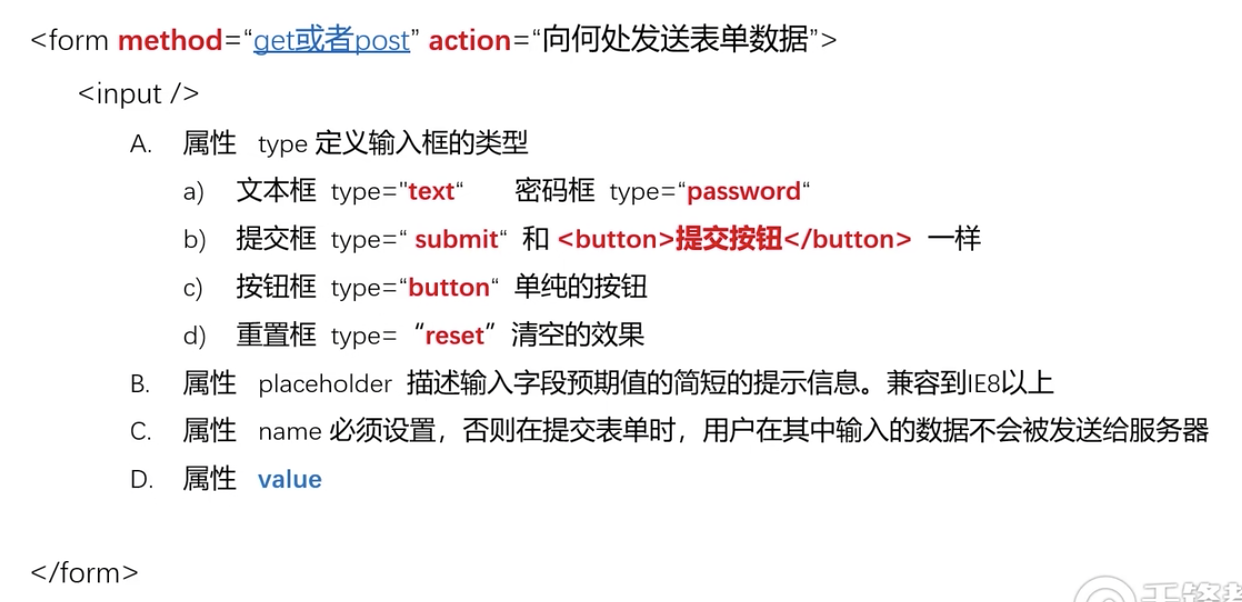 <form method=“get或者post” action=“向何处发送表单数据”>
<input />
A. 属性 type 定义输入框的类型
a) 文本框 type="text“ 密码框 type=“password“
b) 提交框 type=“ submit“ 和 <button>提交按钮</button> 一样
c) 按钮框 type=“button“ 单纯的按钮
d) 重置框 type=“reset”清空的效果
B. 属性 placeholder 描述输入字段预期值的简短的提示信息。兼容到IE8以上
C. 属性 name 必须设置，否则在提交表单时，用户在其中输入的数据不会被发送给服务器
D. 属性 value
</form>